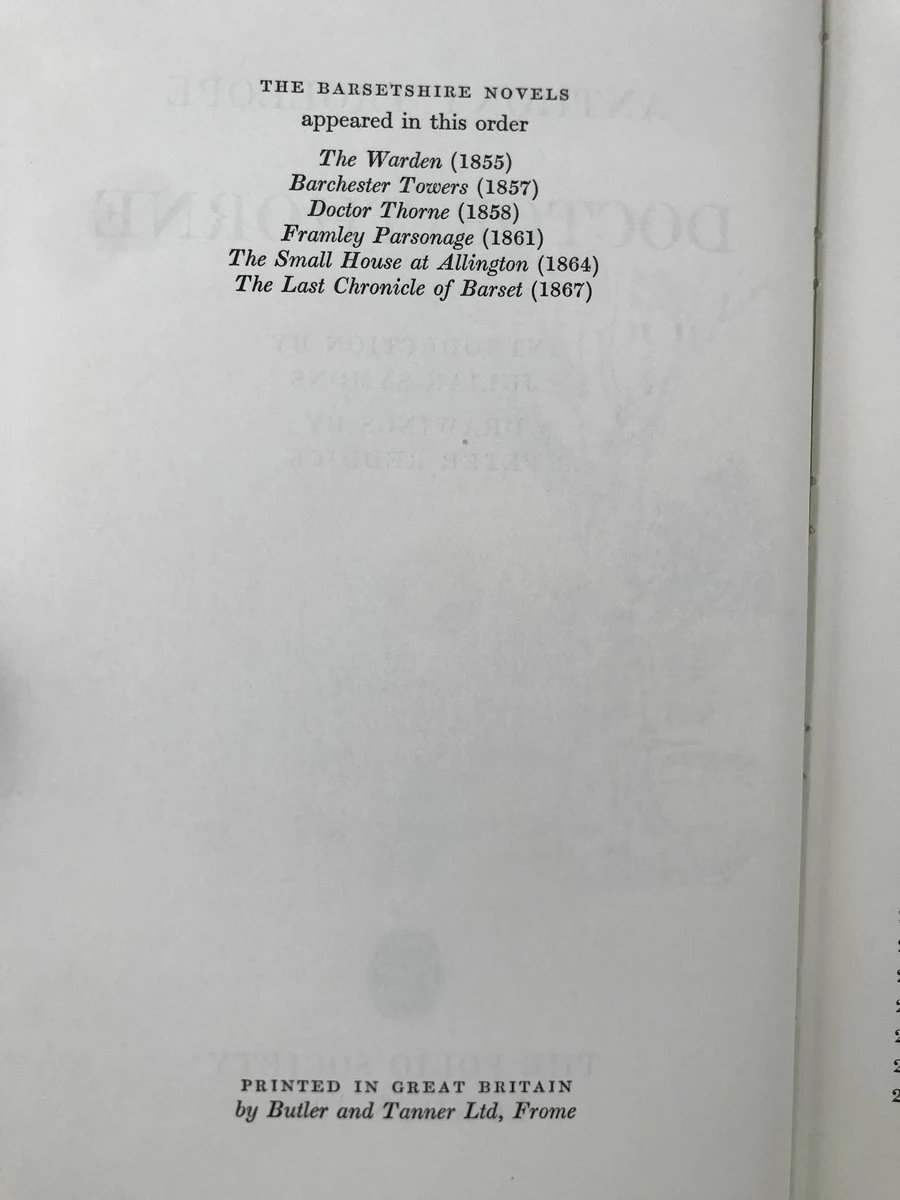 THE BARSETSHIRE NOVELS
appeared in this order
The Warden (1855)
Barchester Towers (1857)
Doctor Thorne (1858)
Framley Parsonage (1861)
The Small House at Allington (1864)
The Last Chronicle of Barset (1867)
PRINTED IN GREAT BRITAIN
by Butler and Tanner Ltd, Frome